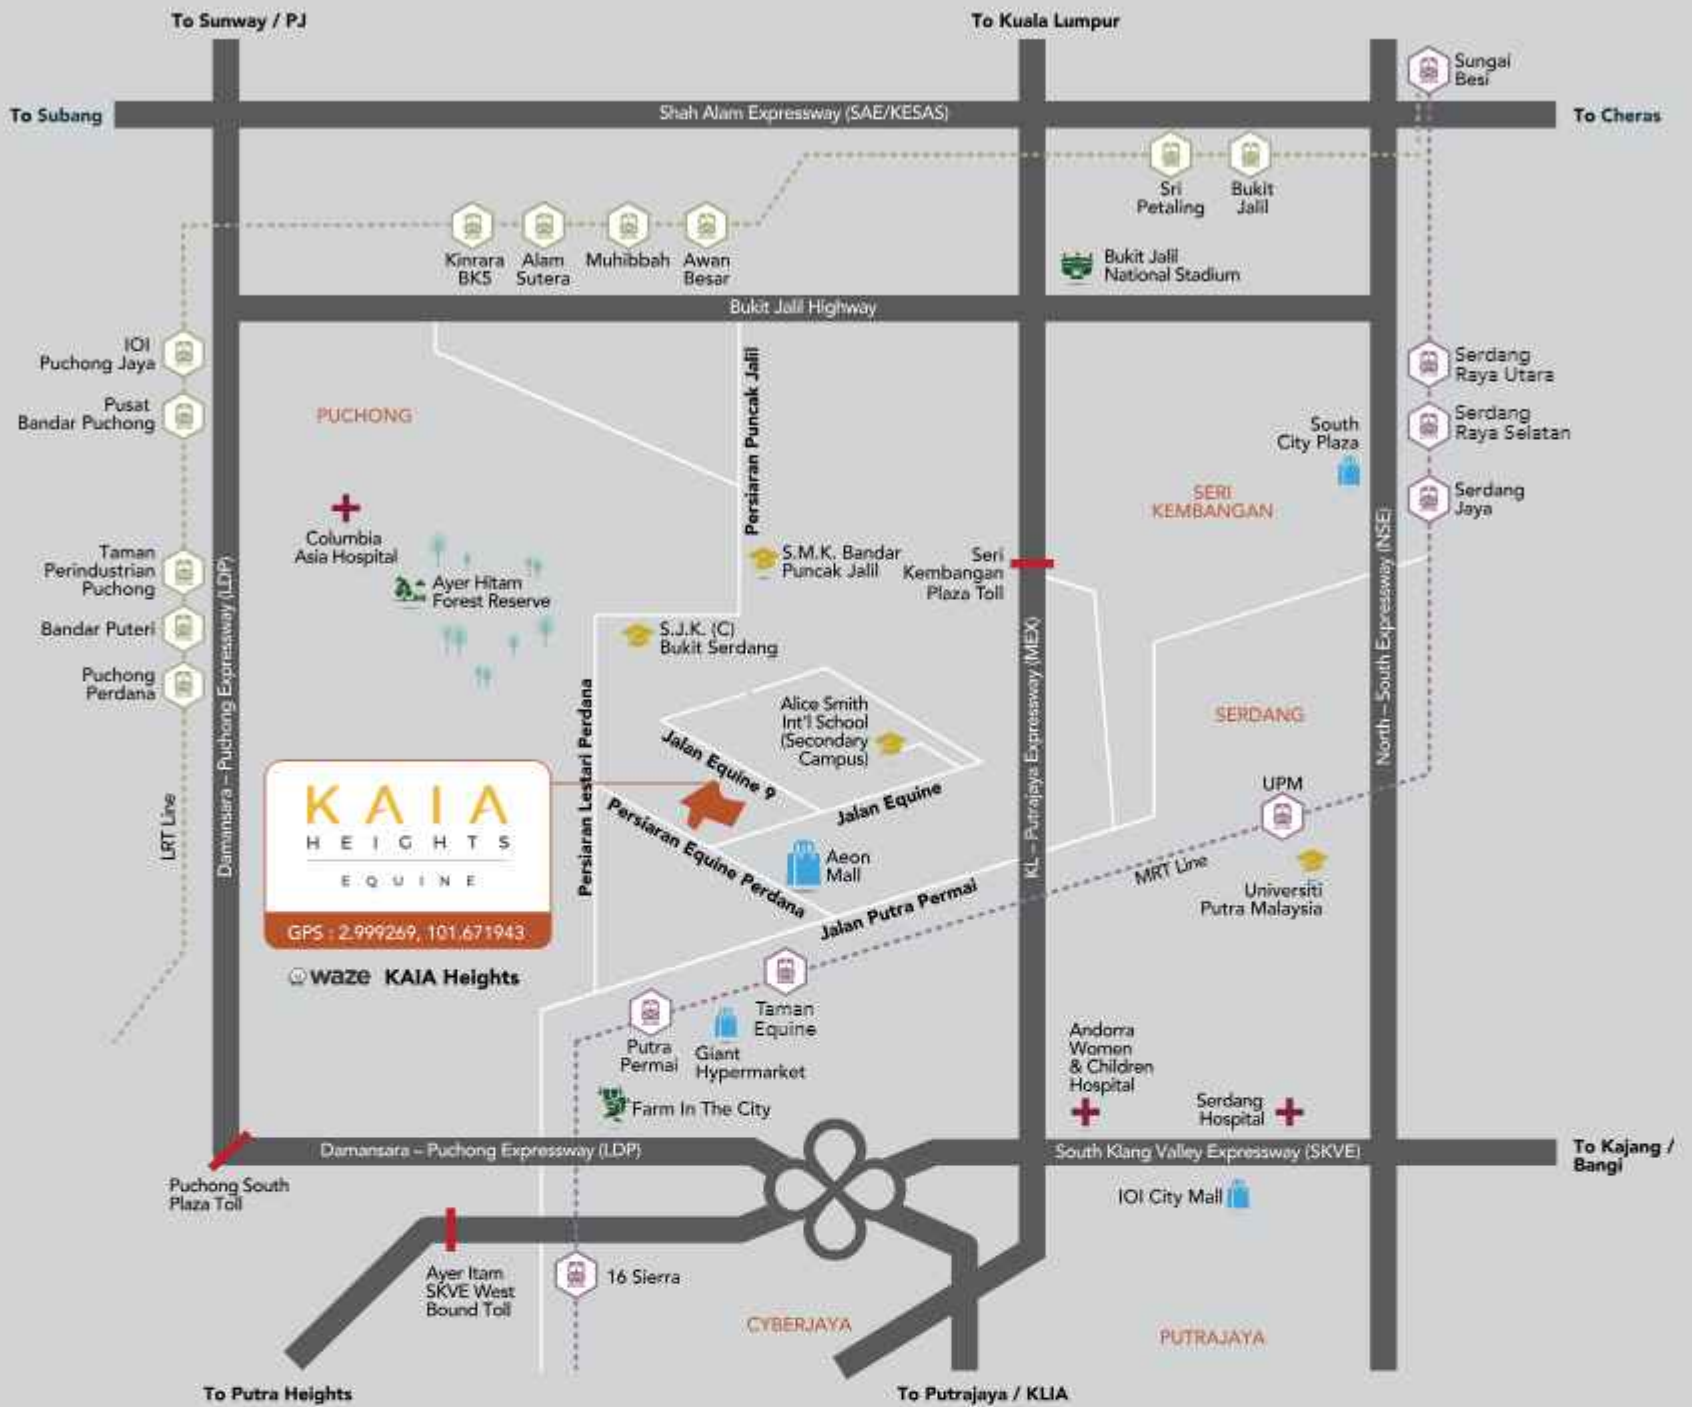 To Sunway / PJ
To Kuala Lumpur
Sungai
Besi
To Subang
Shah Alam Expressway (SAE/KESAS)
To Cheras
Sri
Petaling
Bukit
Jalil
Kinrara
BK5
Alam
Sutera
Muhibbah
Awan
Besar
Bukit Jalil
National Stadium
Bukit Jalil Highway
IOI
Puchong Jaya
Pusat
Bandar Puchong
PUCHONG
Persiaran Puncak Jalil
Serdang
Raya Utara
Serdang
Raya Selatan
South
City Plaza
SERI
KEMBANGAN
Serdang
Jaya
Columbia
Asia Hospital
Ayer Hitam
Forest Reserve
S.M.K. Bandar
Puncak Jalil
Seri
Kembangan
Plaza Toll
Taman
Perindustrian
Puchong
Bandar Puteri
Puchong
Perdana
Damansara – Puchong Expressway (LDP)
S.J.K. (C)
Bukit Serdang
KL – Putrajaya Expressway (MEX)
North – South Expressway (NSE)
SERDANG
Persiaran Lestari Perdana
Alice Smith
Int'l School
(Secondary
Campus)
Jalan Equine 9
Jalan Equine
Persiaran Equine Perdana
Aeon
Mall
Jalan Putra Permai
LRT Line
KAIA
HEIGHTS
EQUINE
GPS : 2.999269, 101.671943
waze KAIA Heights
UPM
MRT Line
Universiti
Putra Malaysia
Taman
Equine
Putra
Permai
Giant
Hypermarket
Farm In The City
Andorra
Women
& Children
Hospital
Serdang
Hospital
Damansara – Puchong Expressway (LDP)
South Klang Valley Expressway (SKVE)
To Kajang /
Bangi
Puchong South
Plaza Toll
IOI City Mall
Ayer Itam
SKVE West
Bound Toll
16 Sierra
CYBERJAYA
PUTRAJAYA
To Putra Heights
To Putrajaya / KLIA